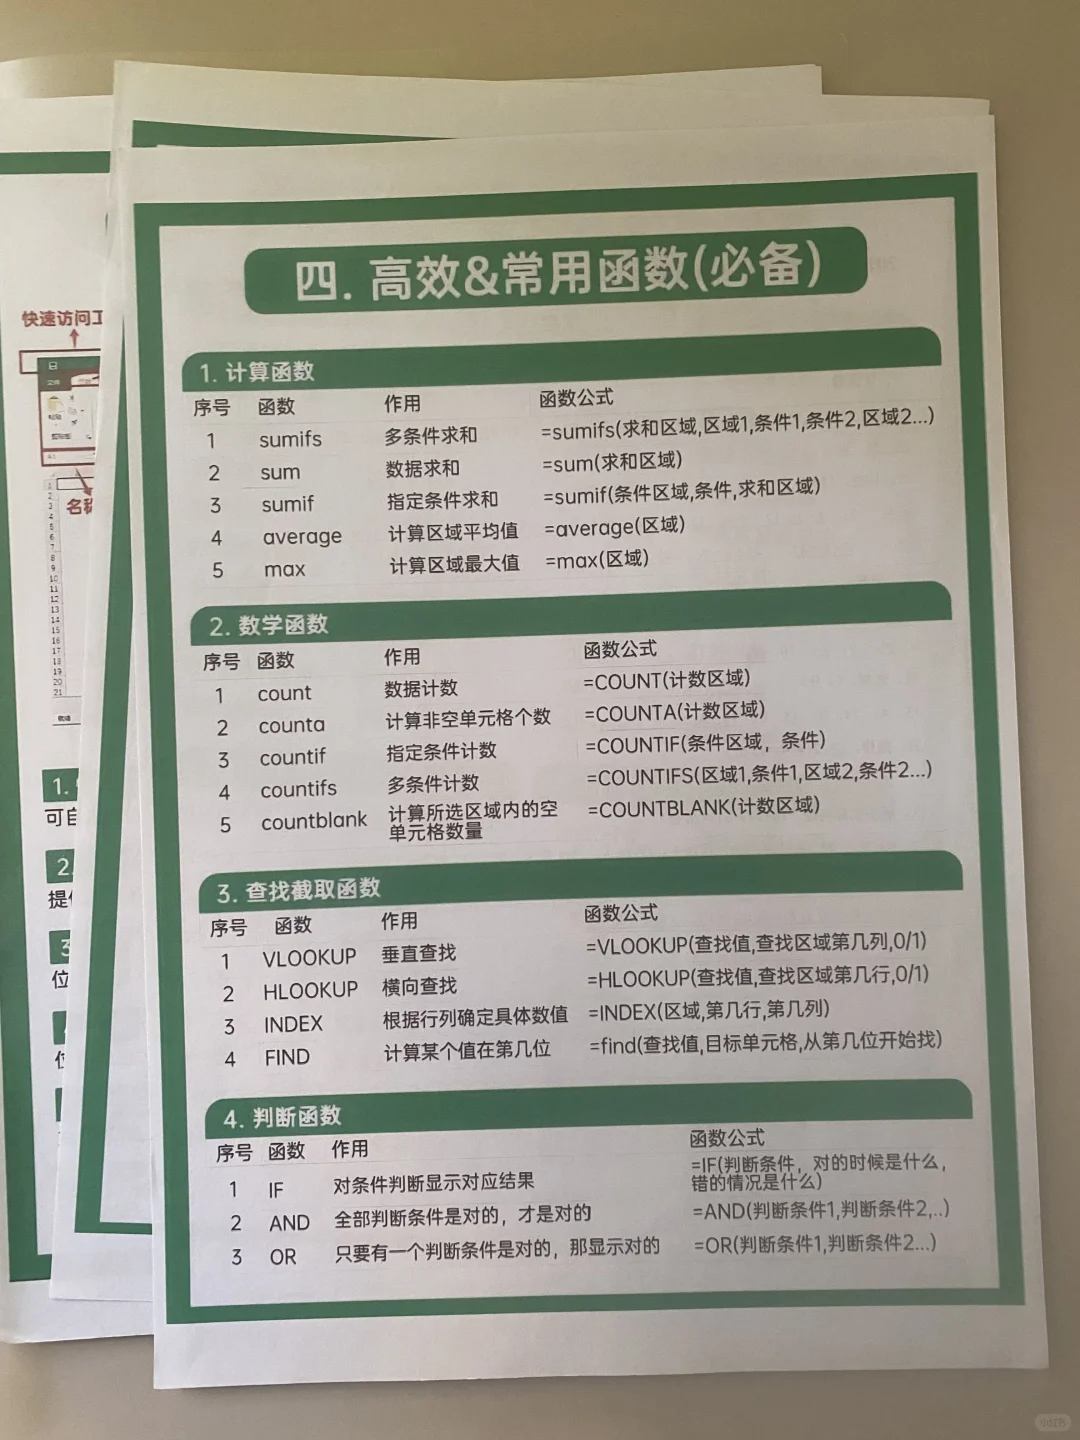 四. 高效&常用函数(必备)
1. 计算函数
序号 函数 作用 函数公式
1 sumifs 多条件求和 =sumifs(求和区域,区域1,条件1,条件2,区域2...)
2 sum 数据求和 =sum(求和区域)
3 sumif 指定条件求和 =sumif(条件区域,条件,求和区域)
4 average 计算区域平均值 =average(区域)
5 max 计算区域最大值 =max(区域)
2. 数学函数
序号 函数 作用 函数公式
1 count 数据计数 =COUNT(计数区域)
2 counta 计算非空单元格个数 =COUNTA(计数区域)
3 countif 指定条件计数 =COUNTIF(条件区域，条件)
4 countifs 多条件计数 =COUNTIFS(区域1,条件1,区域2,条件2...)
5 countblank 计算所选区域内的空 =COUNTBLANK(计数区域)
单元格数量
3. 查找截取函数
序号 函数 作用 函数公式
1 VLOOKUP 垂直查找 =VLOOKUP(查找值,查找区域第几列,0/1)
2 HLOOKUP 横向查找 =HLOOKUP(查找值,查找区域第几行,0/1)
3 INDEX 根据行列确定具体数值 =INDEX(区域,第几行,第几列)
4 FIND 计算某个值在第几位 =find(查找值,目标单元格,从第几位开始找)
4. 判断函数
序号 函数 作用 函数公式
1 IF 对条件判断显示对应结果 =IF(判断条件，对的时候是什么，
错的情况是什么)
2 AND 全部判断条件是对的，才是对的 =AND(判断条件1,判断条件2,..)
3 OR 只要有一个判断条件是对的，那显示对的 =OR(判断条件1,判断条件2...)
快速访问工
名称
1.
可自
2.
提供
3
位
位
小红书